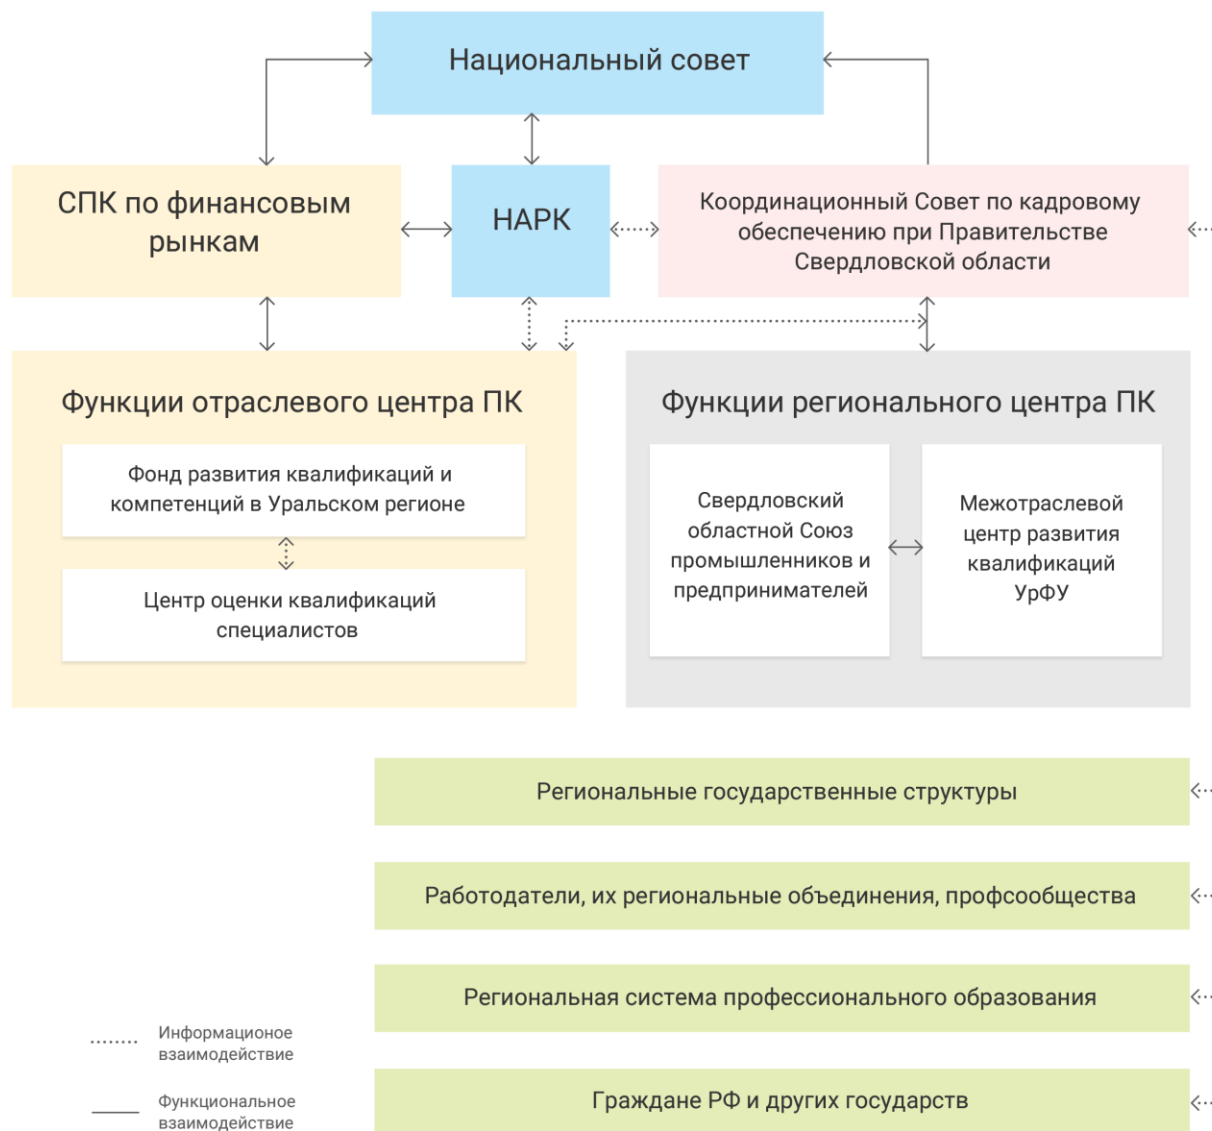 Национальный совет
СПК по финансовым
рынкам
НАРК
Координационный Совет по кадровому
обеспечению при Правительстве
Свердловской области
Функции отраслевого центра ПК
Фонд развития квалификаций и
компетенций в Уральском регионе
Центр оценки квалификаций
специалистов
Функции регионального центра ПК
Свердловский
областной Союз
промышленников и
предпринимателей
Межотраслевой
центр развития
квалификаций
УрФУ
Региональные государственные структуры
Работодатели, их региональные объединения, профсообщества
Региональная система профессионального образования
Граждане РФ и других государств
Информационое
взаимодействие
Функциональное
взаимодействие